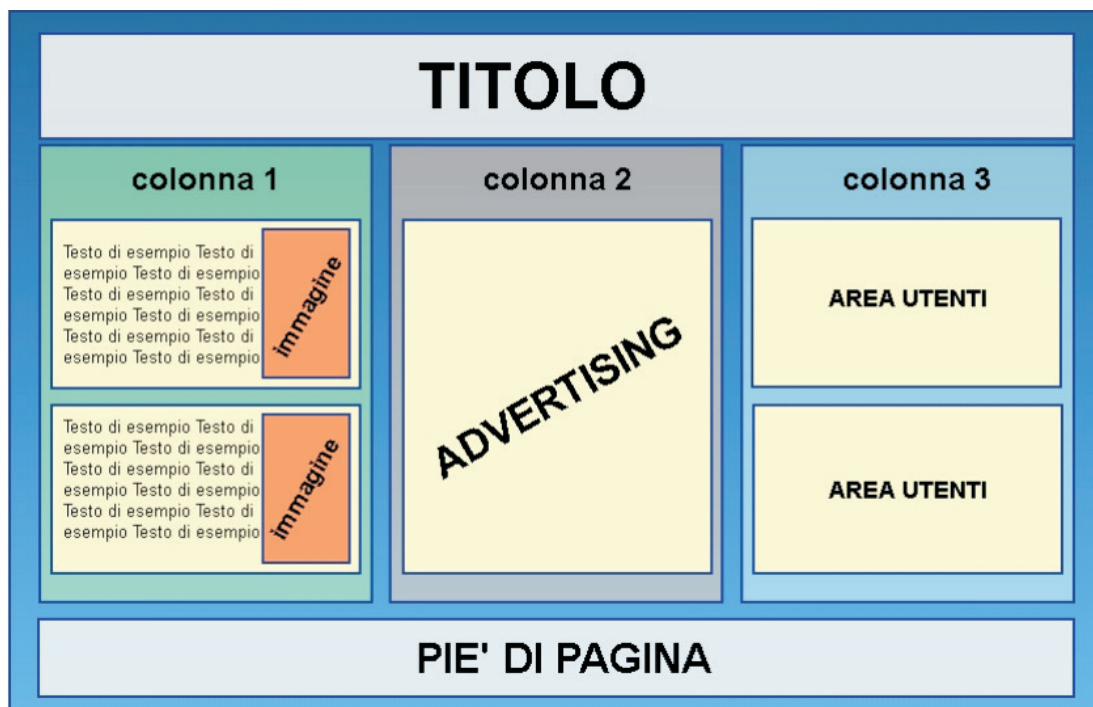 TITOLO
colonna 1
Testo di esempio Testo di
esempio Testo di esempio
Testo di esempio Testo di
esempio Testo di esempio
Testo di esempio Testo di
esempio Testo di esempio
immagine
Testo di esempio Testo di
esempio Testo di esempio
Testo di esempio Testo di
esempio Testo di esempio
Testo di esempio Testo di
esempio Testo di esempio
immagine
colonna 2
ADVERTISING
colonna 3
AREA UTENTI
AREA UTENTI
PIE' DI PAGINA